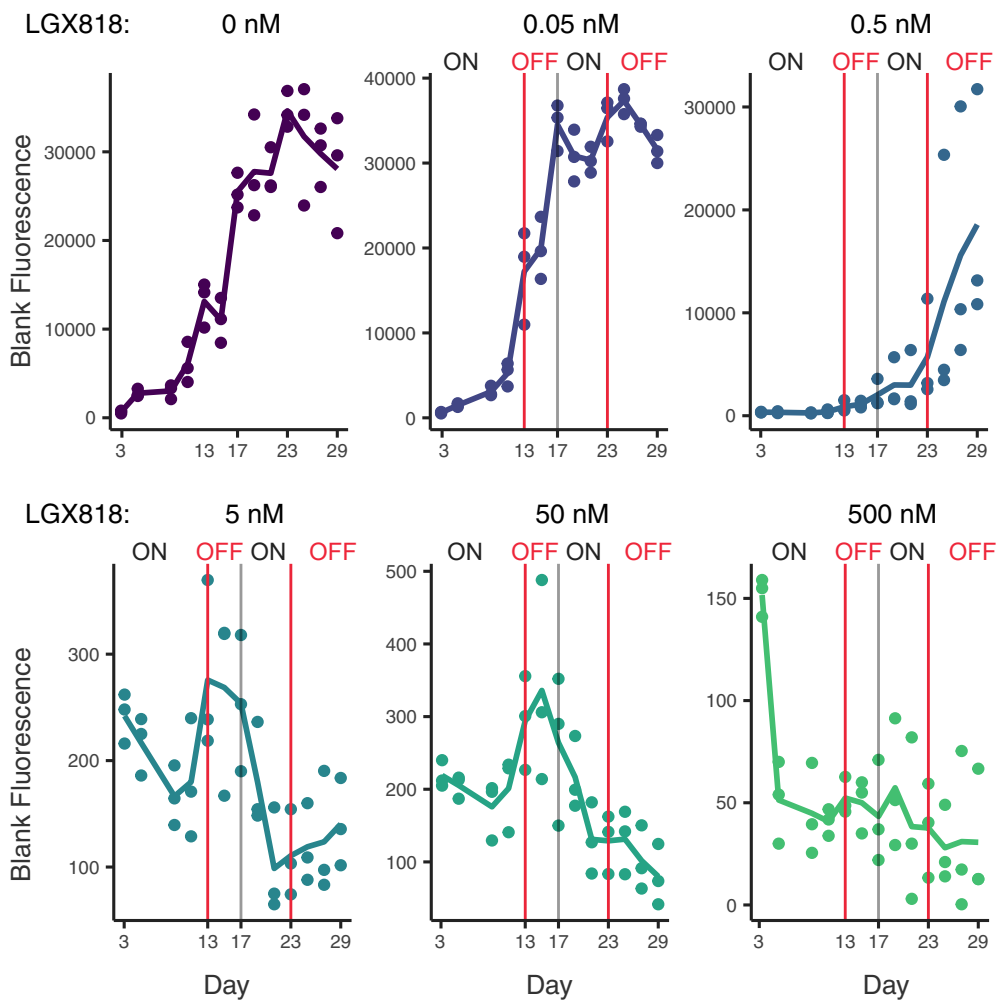 LGX818: 0 nM 0.05 nM 0.5 nM
ON OFF ON OFF ON OFF ON OFF
Blank Fluorescence
30000
20000
10000
0
3 13 17 23 29
40000
30000
20000
10000
0
3 13 17 23 29
30000
20000
10000
0
3 13 17 23 29
LGX818: 5 nM 50 nM 500 nM
ON OFF ON OFF ON OFF ON OFF ON OFF ON OFF
Blank Fluorescence
300
200
100
3 13 17 23 29
500
400
300
200
100
3 13 17 23 29
150
100
50
0
3 13 17 23 29
Day Day Day